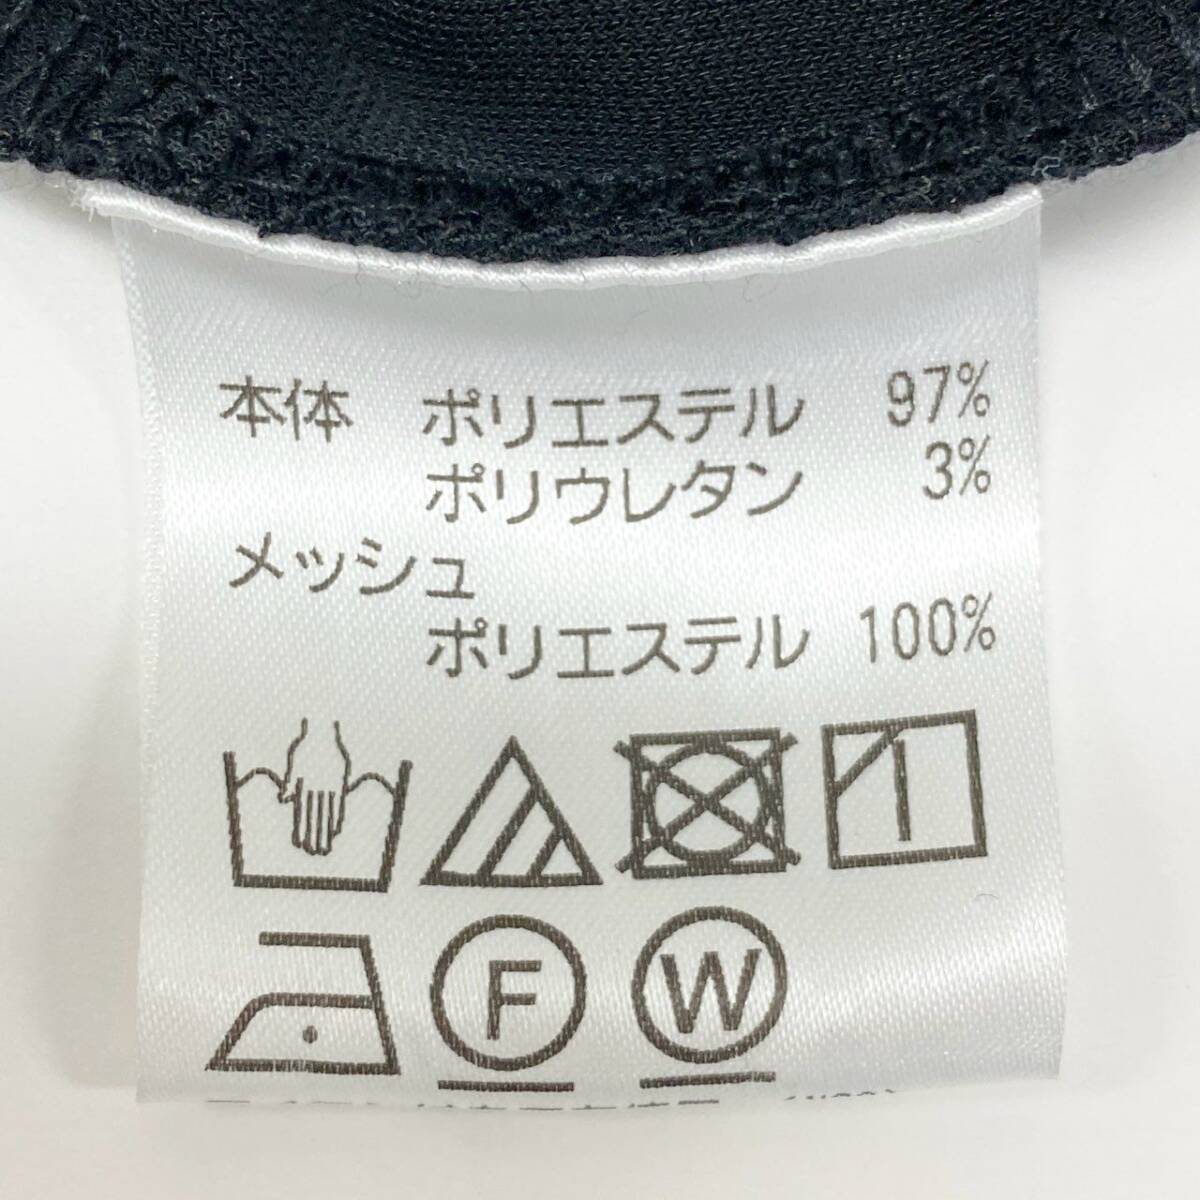 本体 ポリエステル 97%
ポリウレタン 3%
メッシュ
ポリエステル 100%
F W